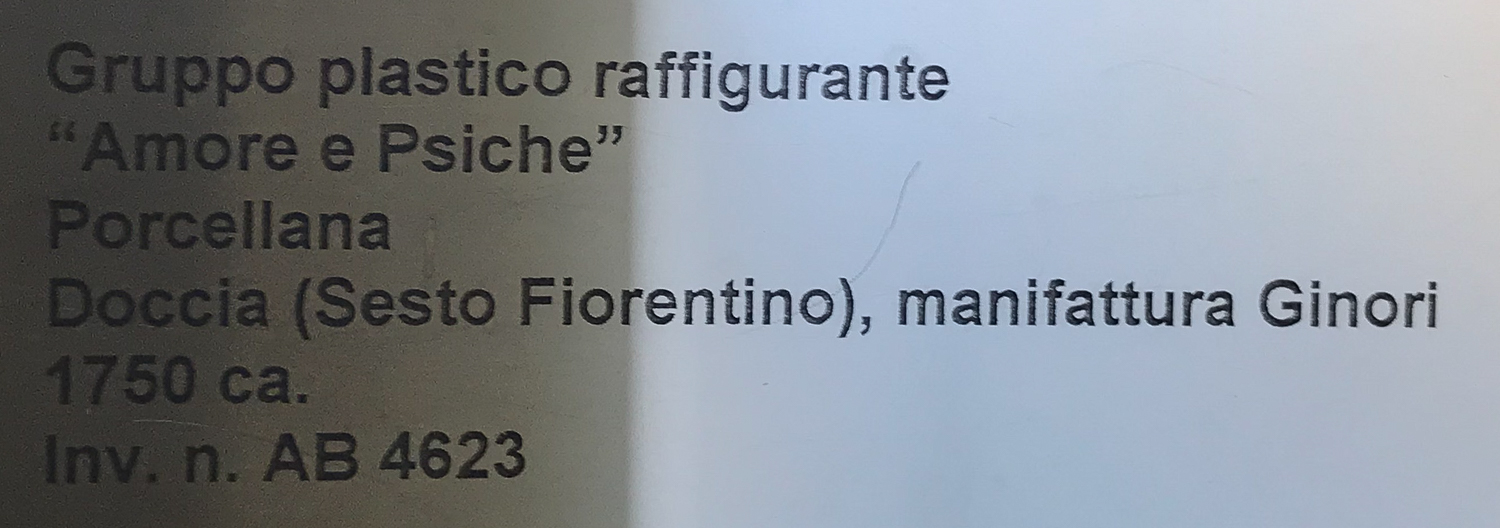 Gruppo plastico raffigurante
“Amore e Psiche”
Porcellana
Doccia (Sesto Fiorentino), manifattura Ginori
1750 ca.
Inv. n. AB 4623